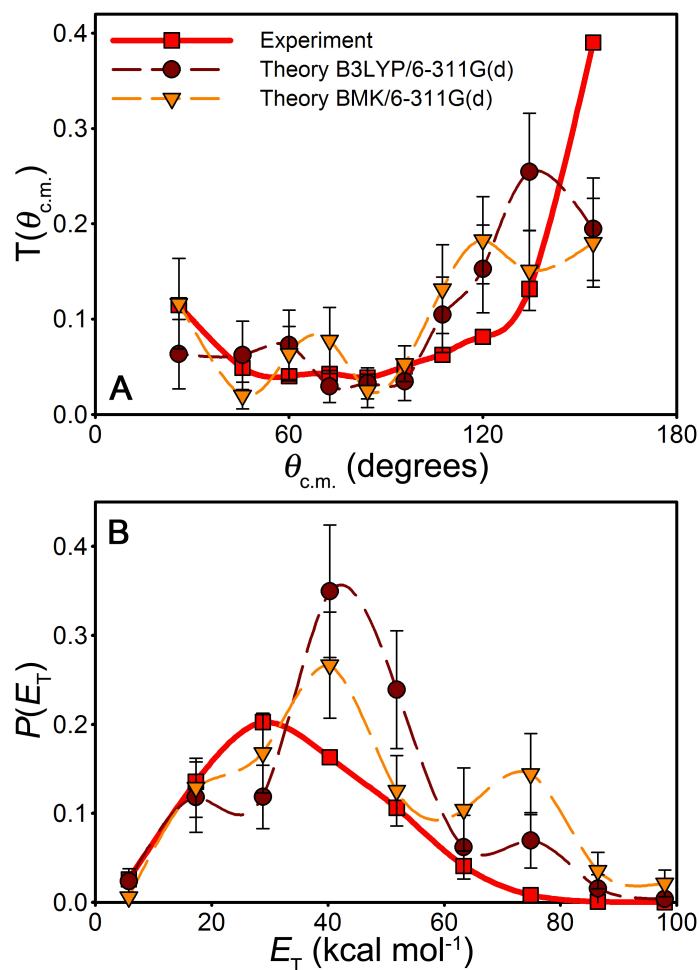 0.4
Experiment
Theory B3LYP/6-311G(d)
Theory BMK/6-311G(d)
0.3
T(θc.m.)
0.2
0.1
A
0.0
0 60 120 180
θc.m. (degrees)
B
0.4
0.3
P(ET)
0.2
0.1
0.0
0 20 40 60 80 100
ET (kcal mol-1)